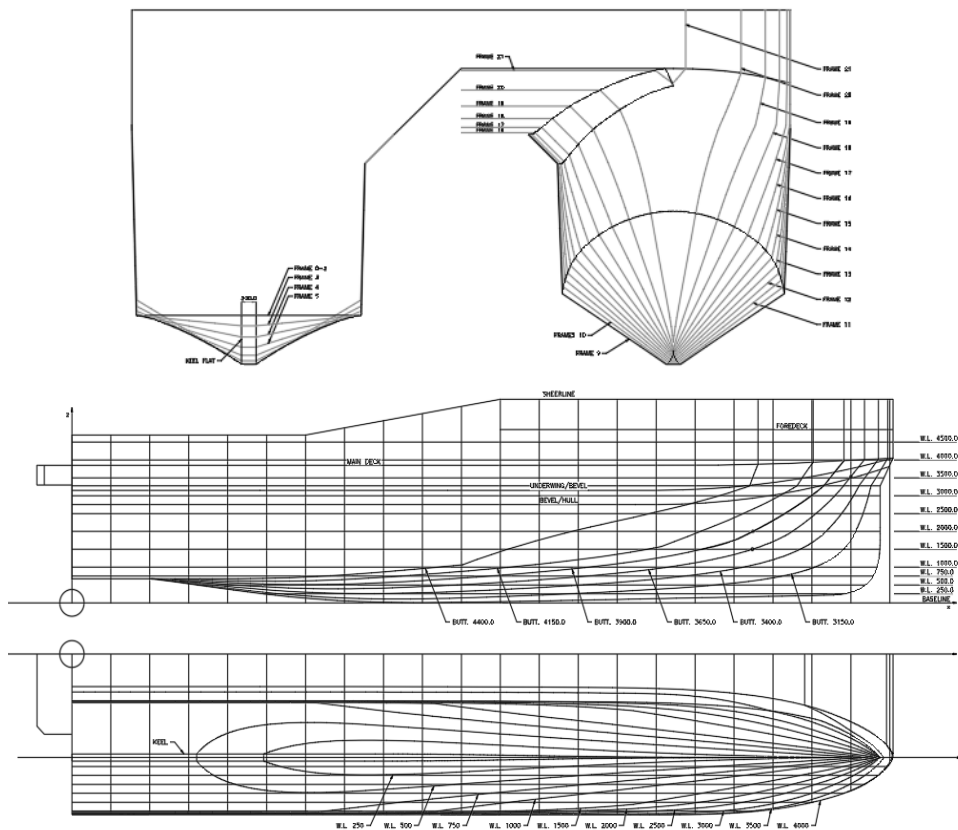 FRAME 21
FRAME 20
FRAME 19
FRAME 18
FRAME 17
FRAME 16
FRAME 21
FRAME 20
FRAME 19
FRAME 18
FRAME 17
FRAME 16
FRAME 15
FRAME 14
FRAME 13
FRAME 12
FRAME 11
FRAMES 10
FRAME 9
FRAME 0-2
FRAME 3
FRAME 4
FRAME 5
KEEL FLAT
SHEERLINE
z
FOREDECK
MAIN DECK
UNDERWING/BEVEL
BEVEL/HULL
W.L. 4500.0
W.L. 4000.0
W.L. 3500.0
W.L. 3000.0
W.L. 2500.0
W.L. 2000.0
W.L. 1500.0
W.L. 1000.0
W.L. 750.0
W.L. 500.0
W.L. 250.0
BASELINE
x
BUTT. 4400.0
BUTT. 4150.0
BUTT. 3900.0
BUTT. 3650.0
BUTT. 3400.0
BUTT. 3150.0
KEEL
W.L. 250
W.L. 500
W.L. 750
W.L. 1000
W.L. 1500
W.L. 2000
W.L. 2500
W.L. 3000
W.L. 3500
W.L. 4000